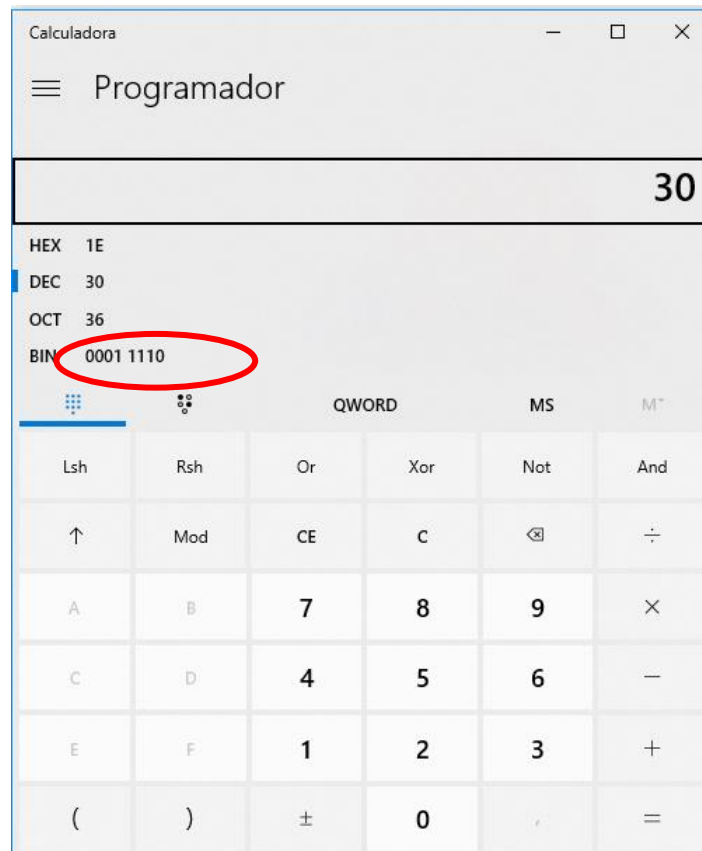 Calculadora
Programador
30
HEX 1E
DEC 30
OCT 36
BIN 0001 1110
QWORD MS M
Lsh Rsh Or Xor Not And
↑ Mod CE C ⌫ ÷
A B 7 8 9 ×
C D 4 5 6 −
E F 1 2 3 +
( ) ± 0 , =